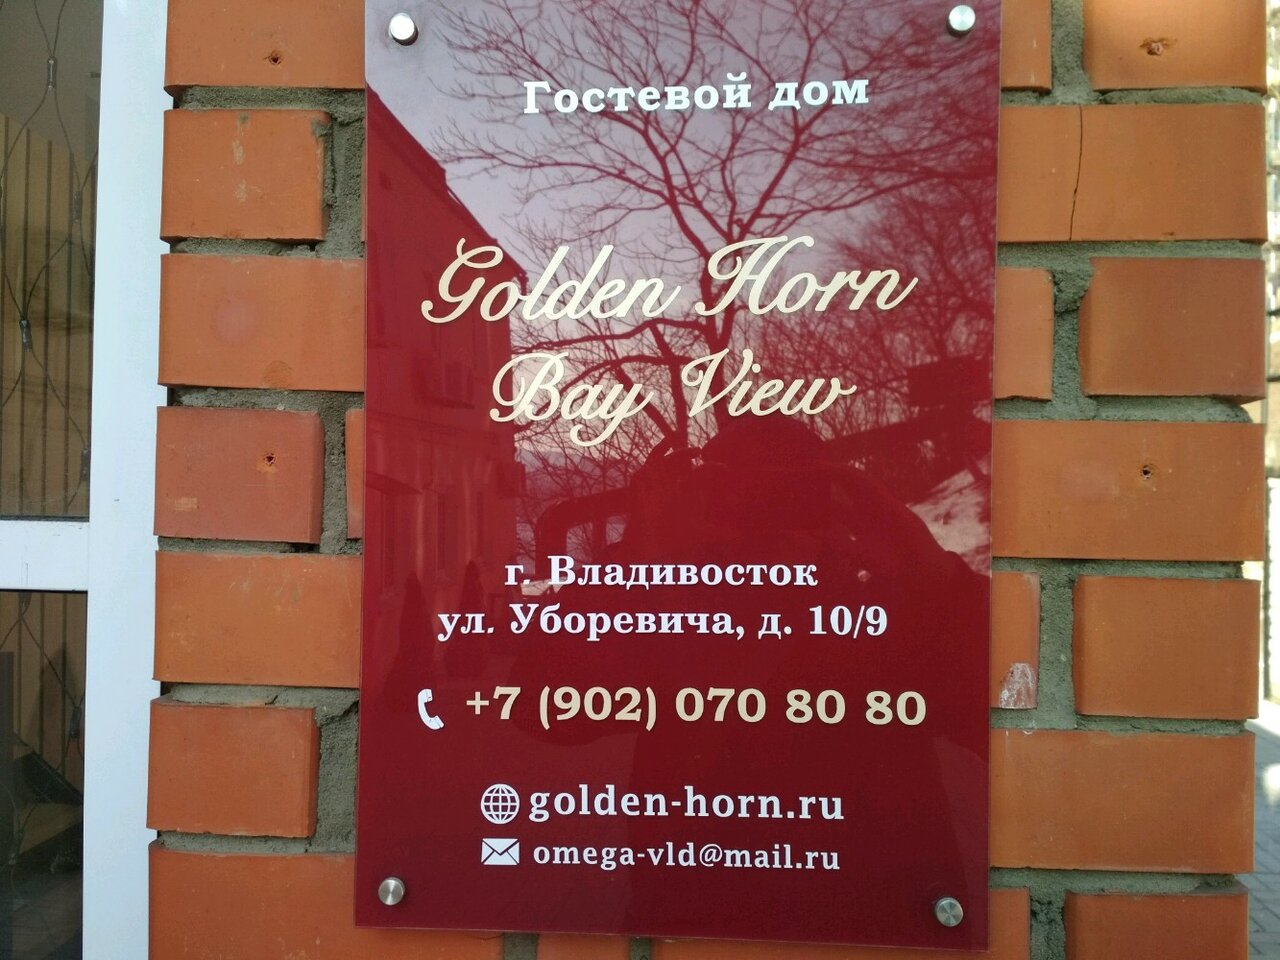 Гостевой дом
Golden Horn
Bay View
г. Владивосток
ул. Уборевича, д. 10/9
+7 (902) 070 80 80
golden-horn.ru
omega-vld@mail.ru